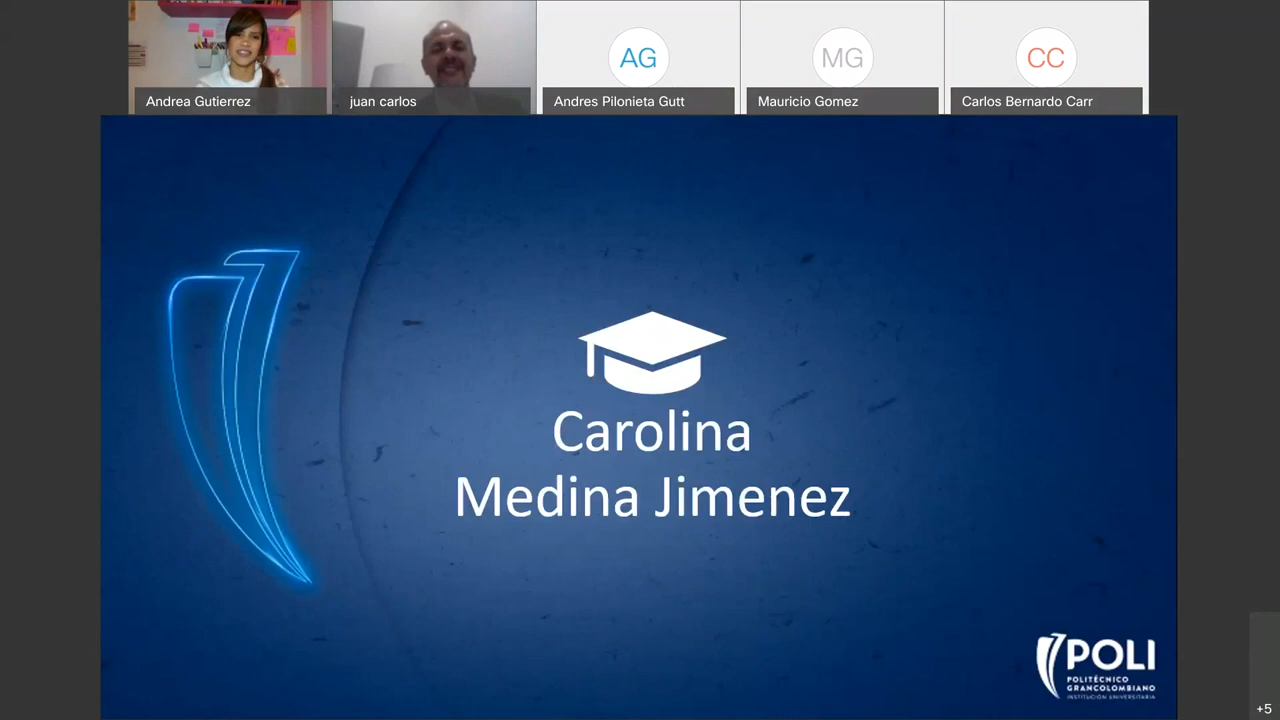 Andrea Gutierrez
juan carlos
AG
Andres Pilonieta Gutt
MG
Mauricio Gomez
CC
Carlos Bernardo Carr
Carolina
Medina Jimenez
POLI
POLITÉCNICO
GRANCOLOMBIANO
INSTITUCIÓN UNIVERSITARIA
+5